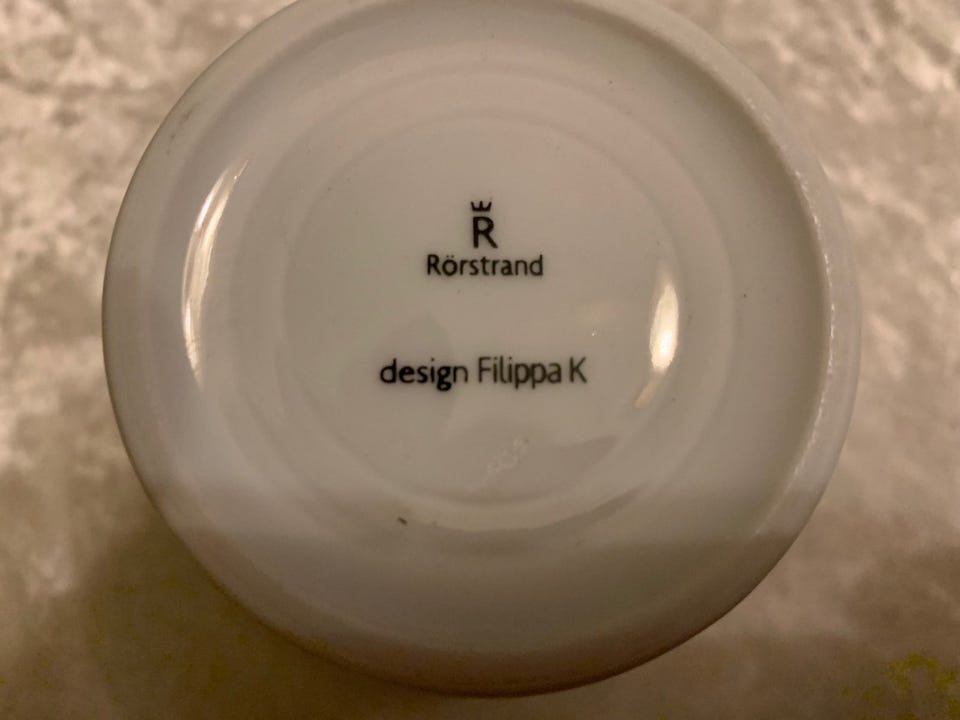 R
Rörstrand
design Filippa K